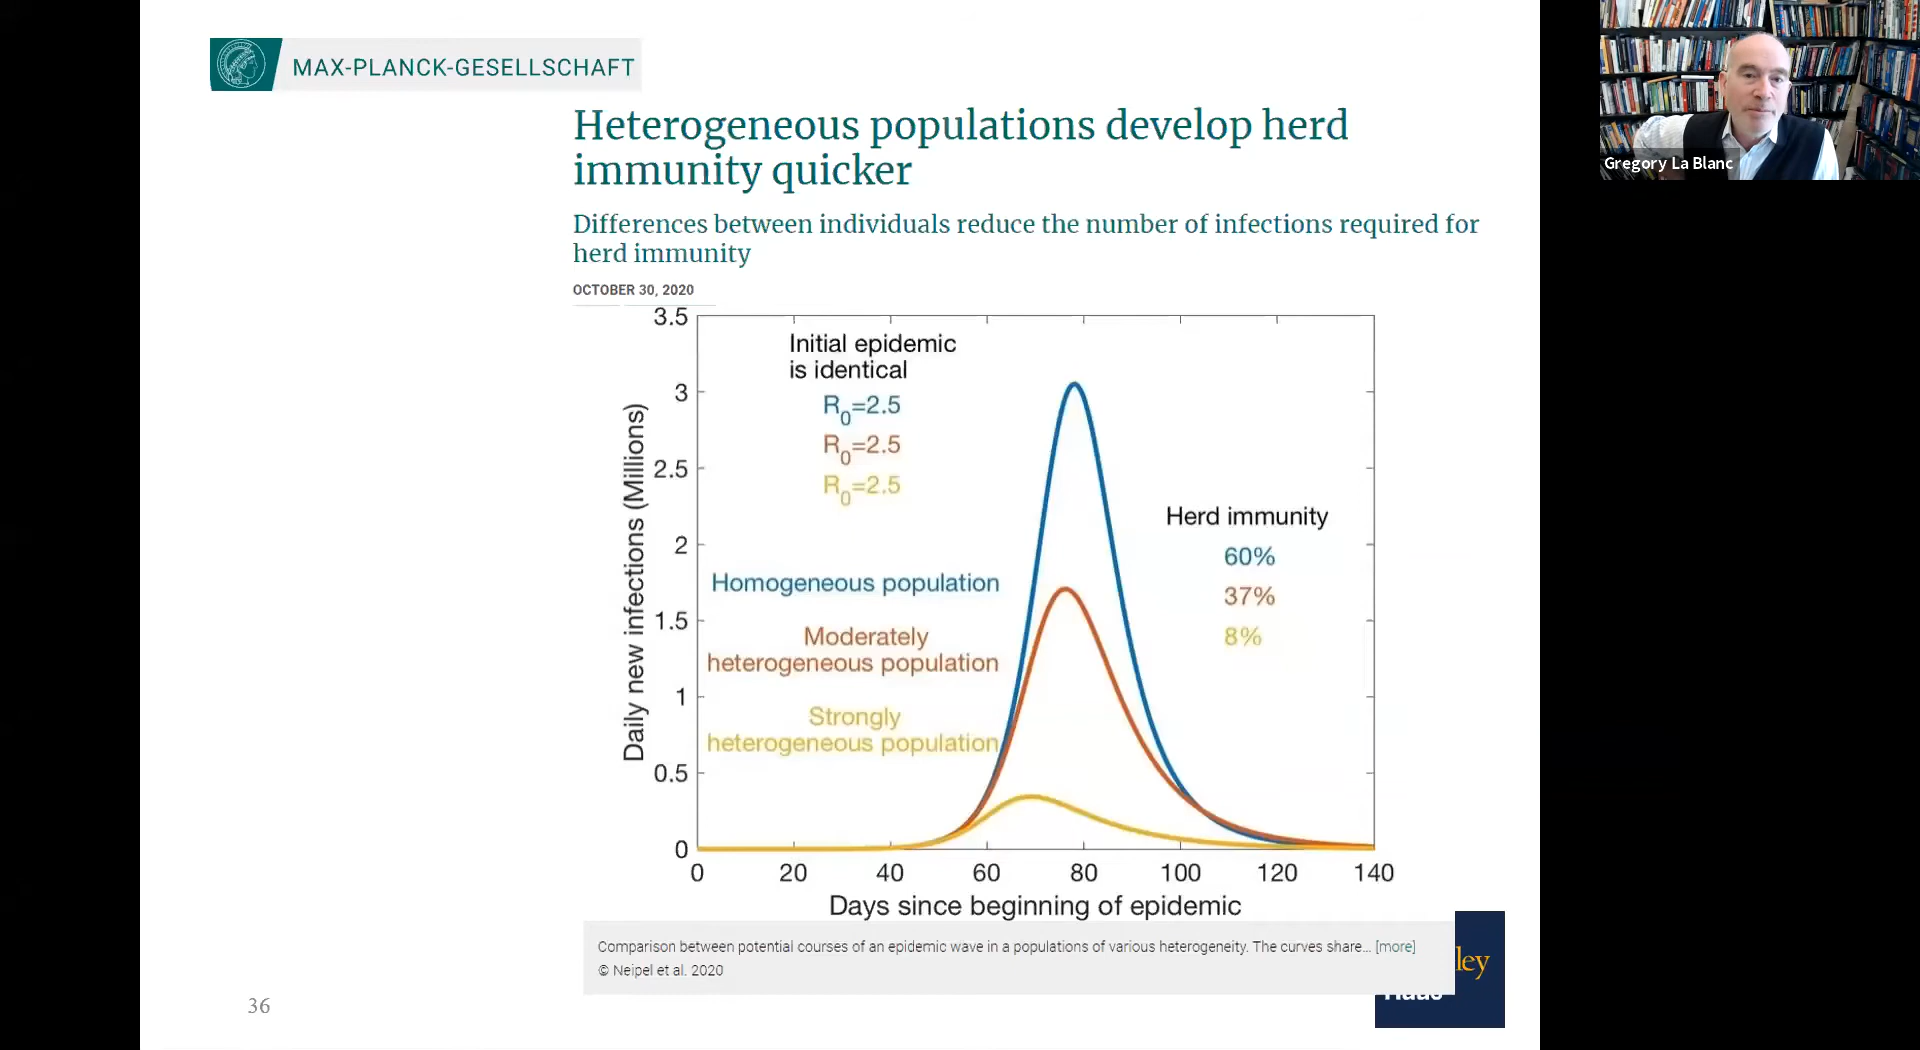 MAX-PLANCK-GESELLSCHAFT
Gregory La Blanc
Heterogeneous populations develop herd
immunity quicker
Differences between individuals reduce the number of infections required for
herd immunity
OCTOBER 30, 2020
3.5
3
2.5
2
1.5
1
0.5
0
Daily new infections (Millions)
Initial epidemic
is identical
R0=2.5
R0=2.5
R0=2.5
Homogeneous population
Moderately
heterogeneous population
Strongly
heterogeneous population
Herd immunity
60%
37%
8%
0 20 40 60 80 100 120 140
Days since beginning of epidemic
Comparison between potential courses of an epidemic wave in a populations of various heterogeneity. The curves share... [more]
© Neipel et al. 2020
ley
36